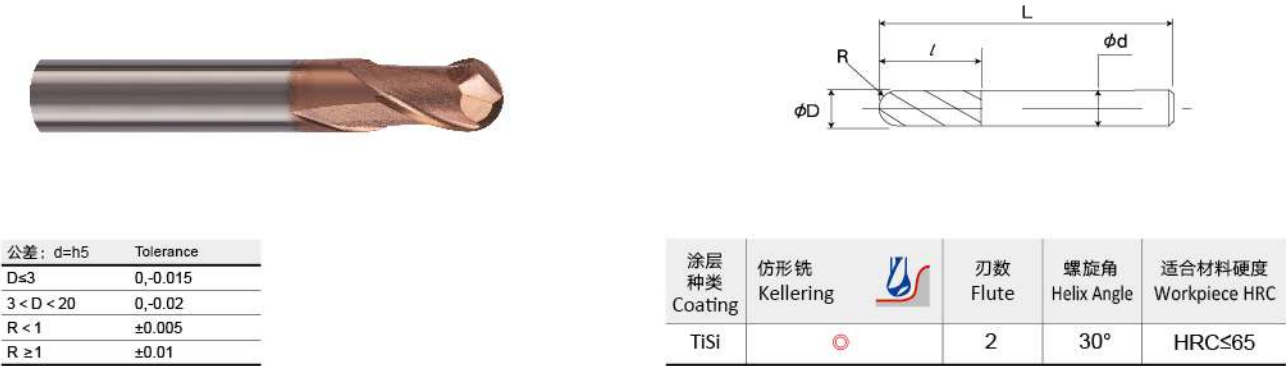 L
ϕd
R
l
ϕD
公差；d=h5 Tolerance
D≤3 0,-0.015
3＜D＜20 0,-0.02
R＜1 ±0.005
R ≥1 ±0.01
涂层
种类
Coating
仿形铣
Kellering
刃数
Flute
螺旋角
Helix Angle
适合材料硬度
Workpiece HRC
TiSi ◎ 2 30° HRC≤65